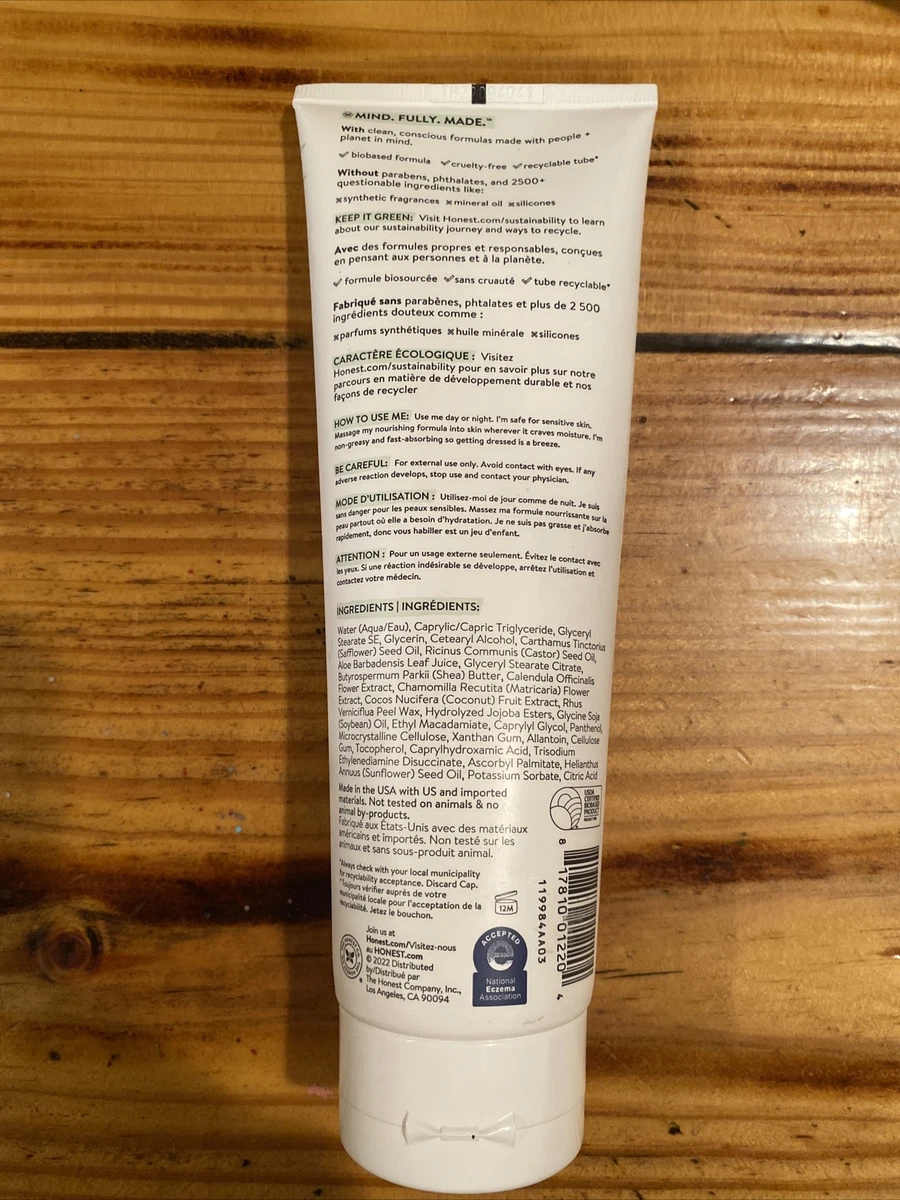 MIND. FULLY. MADE.™
With clean, conscious formulas made with people +
planet in mind.
biobased formula cruelty-free recyclable tube*
Without parabens, phthalates, and 2500+
questionable ingredients like:
synthetic fragrances mineral oil silicones
KEEP IT GREEN: Visit Honest.com/sustainability to learn
about our sustainability journey and ways to recycle.
Avec des formules propres et responsables, conçues
en pensant aux personnes et à la planète.
formule biosourcée sans cruauté tube recyclable*
Fabriqué sans parabènes, phtalates et plus de 2 500
ingrédients douteux comme :
parfums synthétiques huile minérale silicones
CARACTÈRE ÉCOLOGIQUE : Visitez
Honest.com/sustainability pour en savoir plus sur notre
parcours en matière de développement durable et nos
façons de recycler
HOW TO USE ME: Use me day or night. I'm safe for sensitive skin.
Massage my nourishing formula into skin wherever it craves moisture. I'm
non-greasy and fast-absorbing so getting dressed is a breeze.
BE CAREFUL: For external use only. Avoid contact with eyes. If any
adverse reaction develops, stop use and contact your physician.
MODE D'UTILISATION : Utilisez-moi de jour comme de nuit. Je suis
sans danger pour les peaux sensibles. Massez ma formule nourrissante sur la
peau partout où elle a besoin d'hydratation. Je ne suis pas grasse et j'absorbe
rapidement, donc vous habiller est un jeu d'enfant.
ATTENTION : Pour un usage externe seulement. Évitez le contact avec
les yeux. Si une réaction indésirable se développe, arrêtez l'utilisation et
contactez votre médecin.
INGREDIENTS | INGRÉDIENTS:
Water (Aqua/Eau), Caprylic/Capric Triglyceride, Glyceryl
Stearate SE, Glycerin, Cetearyl Alcohol, Carthamus Tinctorius
(Safflower) Seed Oil, Ricinus Communis (Castor) Seed Oil,
Aloe Barbadensis Leaf Juice, Glyceryl Stearate Citrate,
Butyrospermum Parkii (Shea) Butter, Calendula Officinalis
Flower Extract, Chamomilla Recutita (Matricaria) Flower
Extract, Cocos Nucifera (Coconut) Fruit Extract, Rhus
Verniciflua Peel Wax, Hydrolyzed Jojoba Esters, Glycine Soja
(Soybean) Oil, Ethyl Macadamiate, Caprylyl Glycol, Panthenol,
Microcrystalline Cellulose, Xanthan Gum, Allantoin, Cellulose
Gum, Tocopherol, Caprylhydroxamic Acid, Trisodium
Ethylenediamine Disuccinate, Ascorbyl Palmitate, Helianthus
Annuus (Sunflower) Seed Oil, Potassium Sorbate, Citric Acid
Made in the USA with US and imported
materials. Not tested on animals & no
animal by-products.
Fabriqué aux États-Unis avec des matériaux
américains et importés. Non testé sur les
animaux et sans sous-produit animal.
USDA
CERTIFIED
BIOBASED
PRODUCT
*Always check with your local municipality
for recyclability acceptance. Discard Cap.
*Toujours vérifier auprès de votre
municipalité locale pour l'acceptation de la
recyclabilité. Jetez le bouchon.
12M
119984AA03
8 17810 01220 4
Join us at
Honest.com/Visitez-nous
au HONEST.com
© 2022 Distributed
by/Distribué par
The Honest Company, Inc.,
Los Angeles, CA 90094
ACCEPTED
National
Eczema
Association